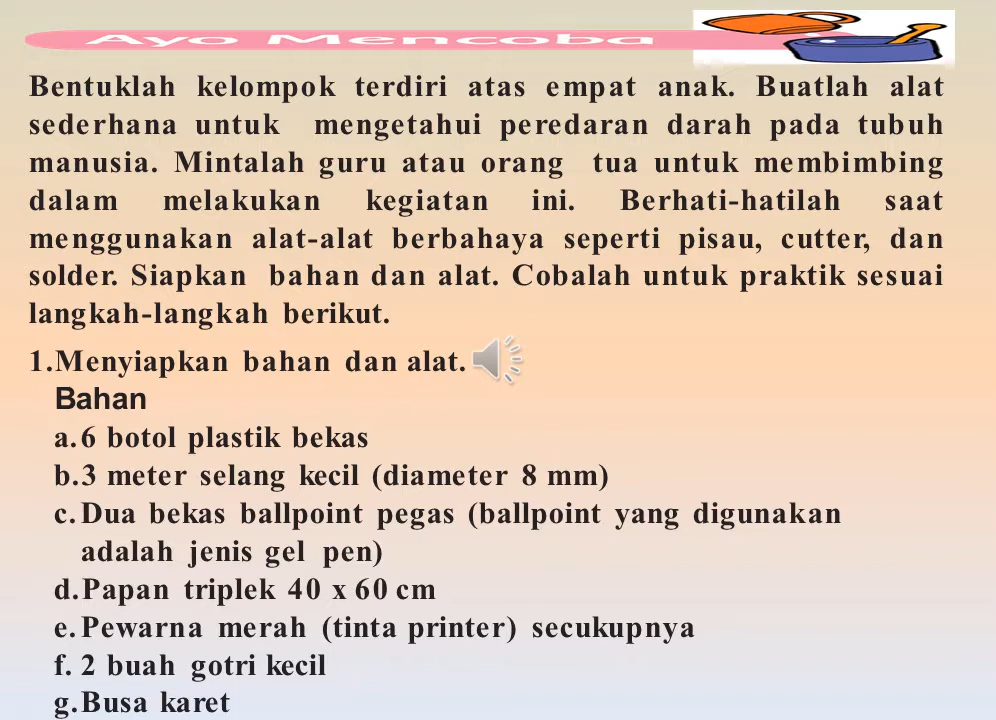 Ayo Mencoba
Bentuklah kelompok terdiri atas empat anak. Buatlah alat
sederhana untuk mengetahui peredaran darah pada tubuh
manusia. Mintalah guru atau orang tua untuk membimbing
dalam melakukan kegiatan ini. Berhati-hatilah saat
menggunakan alat-alat berbahaya seperti pisau, cutter, dan
solder. Siapkan bahan dan alat. Cobalah untuk praktik sesuai
langkah-langkah berikut.
1.Menyiapkan bahan dan alat.
Bahan
a.6 botol plastik bekas
b.3 meter selang kecil (diameter 8 mm)
c.Dua bekas ballpoint pegas (ballpoint yang digunakan
adalah jenis gel pen)
d.Papan triplek 40 x 60 cm
e.Pewarna merah (tinta printer) secukupnya
f. 2 buah gotri kecil
g.Busa karet